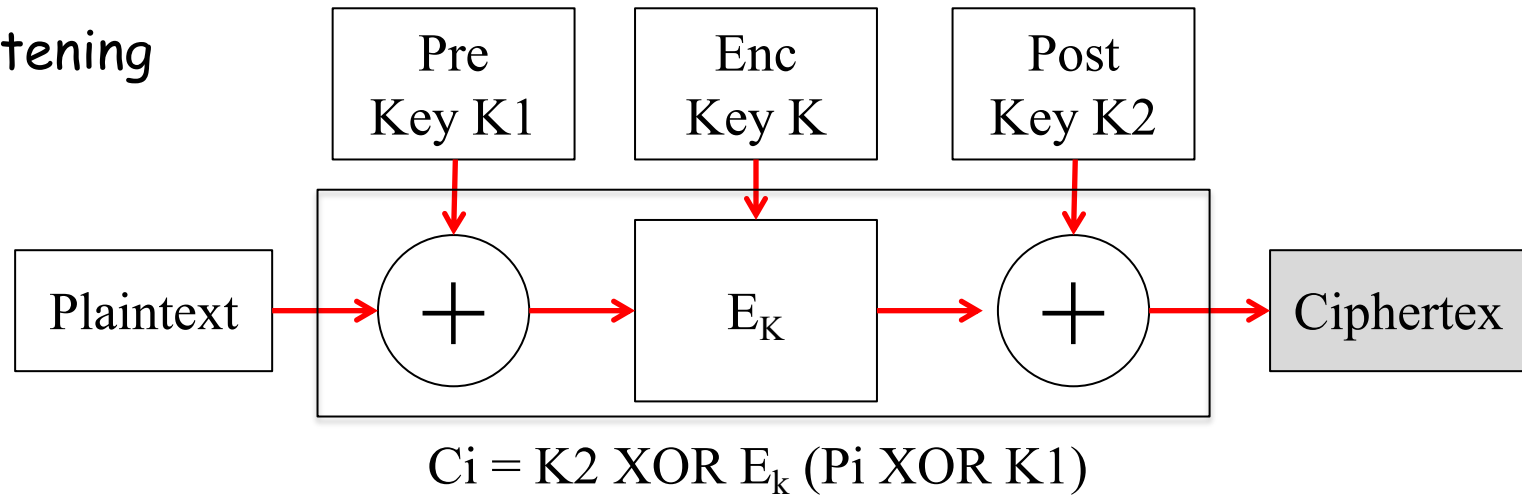 tening
Pre
Key K1
Enc
Key K
Post
Key K2
Plaintext
+
E_K
+
Ciphertex
Ci = K2 XOR E_k (Pi XOR K1)